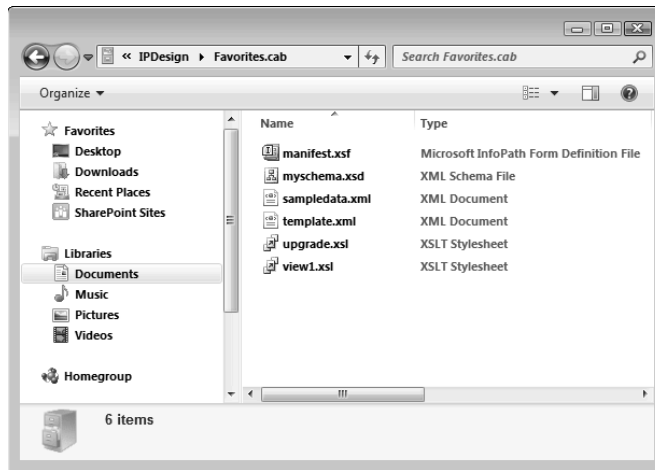 « IPDesign ▸ Favorites.cab
Search Favorites.cab
Organize
Favorites
Desktop
Downloads
Recent Places
SharePoint Sites
Libraries
Documents
Music
Pictures
Videos
Homegroup
Name Type
manifest.xsf Microsoft InfoPath Form Definition File
myschema.xsd XML Schema File
sampledata.xml XML Document
template.xml XML Document
upgrade.xsl XSLT Stylesheet
view1.xsl XSLT Stylesheet
6 items